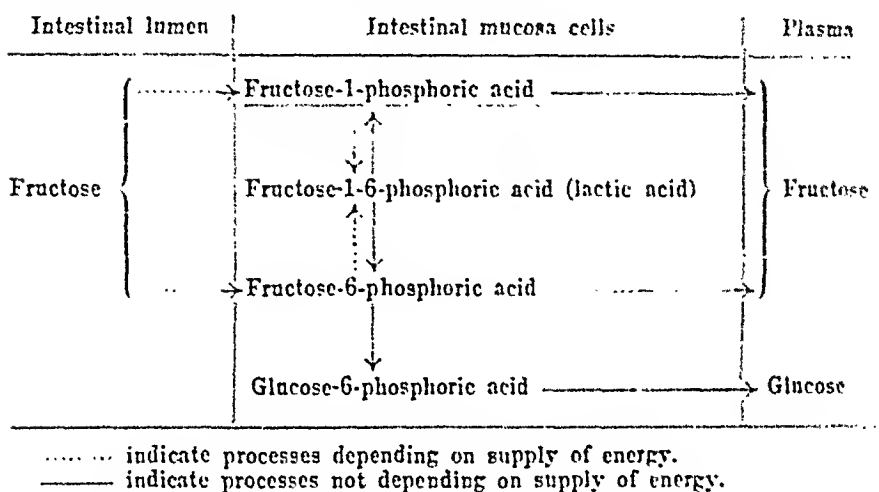 Intestinal lumen Intestinal mucosa cells Plasma
Fructose-1-phosphoric acid
Fructose Fructose-1-6-phosphoric acid (lactic acid) Fructose
Fructose-6-phosphoric acid
Glucose-6-phosphoric acid Glucose
indicate processes depending on supply of energy.
indicate processes not depending on supply of energy.